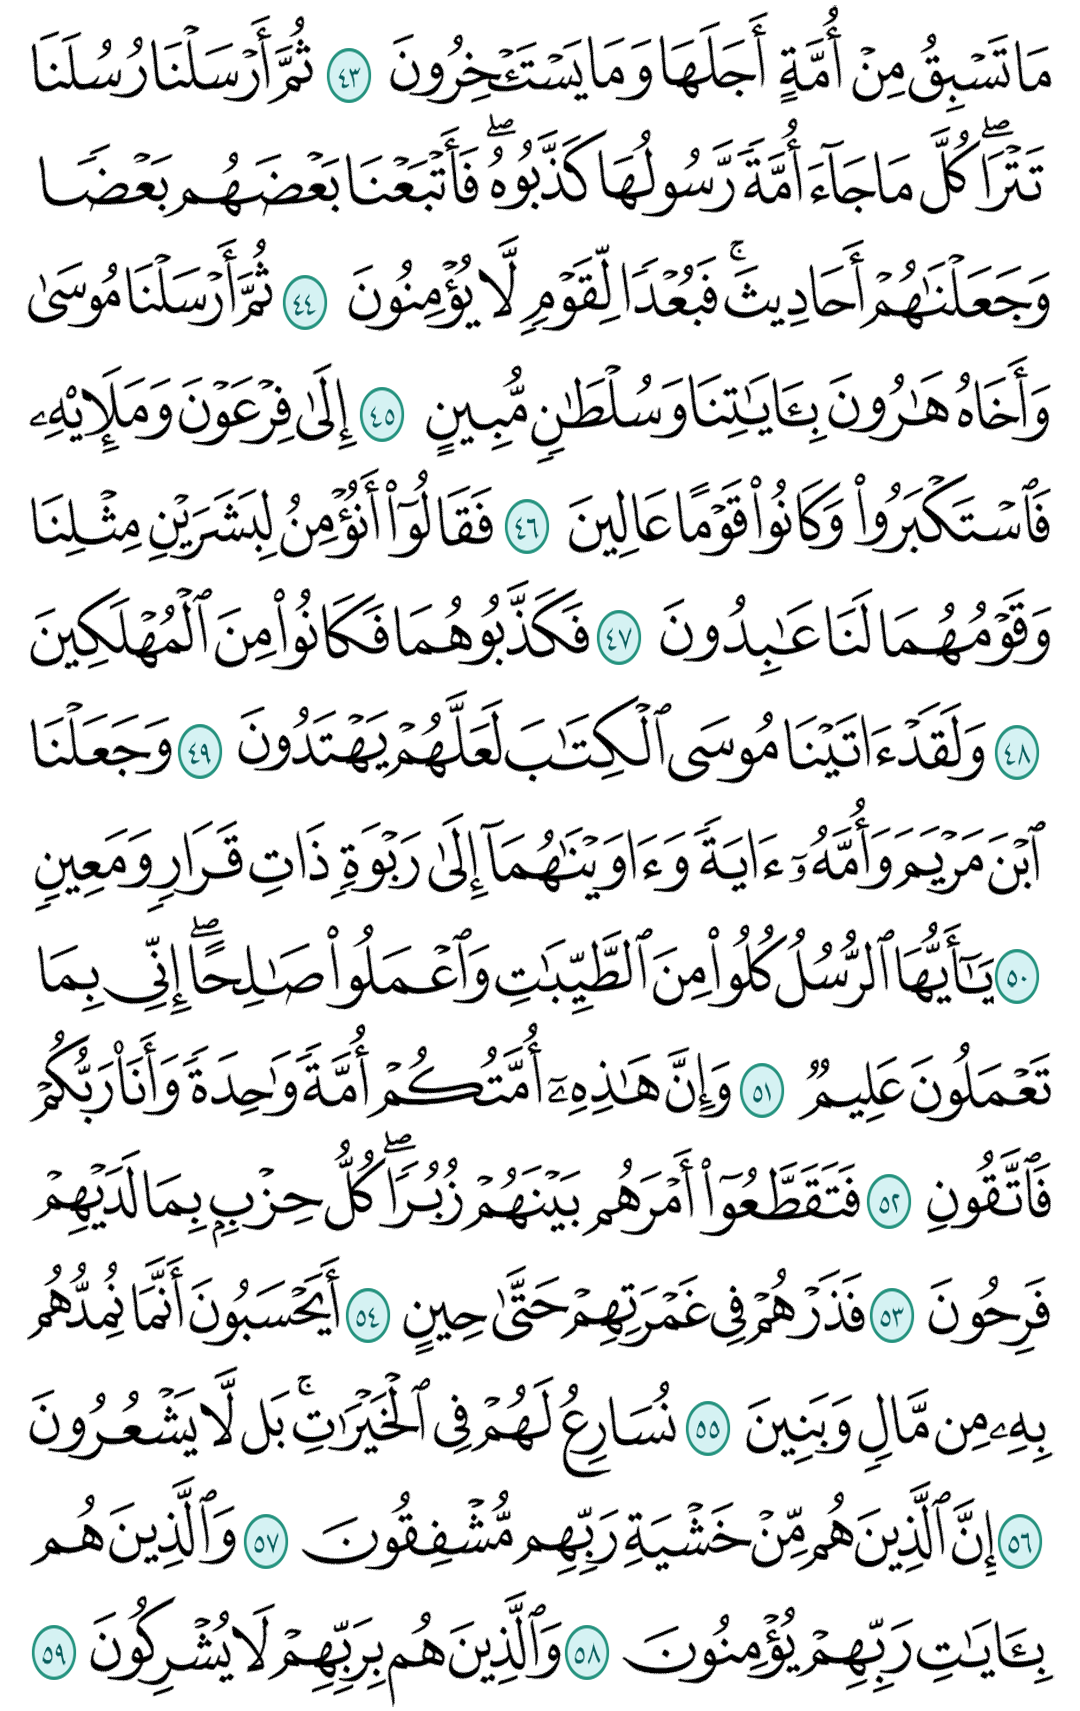 مَا تَسْبِقُ مِنْ أُمَّةٍ أَجَلَهَا وَمَا يَسْتَـْٔخِرُونَ ٤٣ ثُمَّ أَرْسَلْنَا رُسُلَنَا
تَتْرَاۖ كُلَّ مَا جَآءَ أُمَّةً رَّسُولُهَا كَذَّبُوهُۖ فَأَتْبَعْنَا بَعْضَهُم بَعْضًا
وَجَعَلْنَٰهُمْ أَحَادِيثَۚ فَبُعْدًا لِّقَوْمٍ لَّا يُؤْمِنُونَ ٤٤ ثُمَّ أَرْسَلْنَا مُوسَىٰ
وَأَخَاهُ هَٰرُونَ بِـَٔايَٰتِنَا وَسُلْطَٰنٍ مُّبِينٍ ٤٥ إِلَىٰ فِرْعَوْنَ وَمَلَإِي۟هِۦ
فَٱسْتَكْبَرُوا۟ وَكَانُوا۟ قَوْمًا عَالِينَ ٤٦ فَقَالُوٓا۟ أَنُؤْمِنُ لِبَشَرَيْنِ مِثْلِنَا
وَقَوْمُهُمَا لَنَا عَٰبِدُونَ ٤٧ فَكَذَّبُوهُمَا فَكَانُوا۟ مِنَ ٱلْمُهْلَكِينَ
٤٨ وَلَقَدْ ءَاتَيْنَا مُوسَى ٱلْكِتَٰبَ لَعَلَّهُمْ يَهْتَدُونَ ٤٩ وَجَعَلْنَا
ٱبْنَ مَرْيَمَ وَأُمَّهُۥٓ ءَايَةً وَءَاوَيْنَٰهُمَآ إِلَىٰ رَبْوَةٍ ذَاتِ قَرَارٍ وَمَعِينٍ
٥٠ يَٰٓأَيُّهَا ٱلرُّسُلُ كُلُوا۟ مِنَ ٱلطَّيِّبَٰتِ وَٱعْمَلُوا۟ صَٰلِحًاۖ إِنِّي بِمَا
تَعْمَلُونَ عَلِيمٌ ٥١ وَإِنَّ هَٰذِهِۦٓ أُمَّتُكُمْ أُمَّةً وَٰحِدَةً وَأَنَا۠ رَبُّكُمْ
فَٱتَّقُونِ ٥٢ فَتَقَطَّعُوٓا۟ أَمْرَهُم بَيْنَهُمْ زُبُرًاۖ كُلُّ حِزْبٍۭ بِمَا لَدَيْهِمْ
فَرِحُونَ ٥٣ فَذَرْهُمْ فِي غَمْرَتِهِمْ حَتَّىٰ حِينٍ ٥٤ أَيَحْسَبُونَ أَنَّمَا نُمِدُّهُم
بِهِۦ مِن مَّالٍ وَبَنِينَ ٥٥ نُسَارِعُ لَهُمْ فِي ٱلْخَيْرَٰتِۚ بَل لَّا يَشْعُرُونَ
٥٦ إِنَّ ٱلَّذِينَ هُم مِّنْ خَشْيَةِ رَبِّهِم مُّشْفِقُونَ ٥٧ وَٱلَّذِينَ هُم
بِـَٔايَٰتِ رَبِّهِمْ يُؤْمِنُونَ ٥٨ وَٱلَّذِينَ هُم بِرَبِّهِمْ لَا يُشْرِكُونَ ٥٩